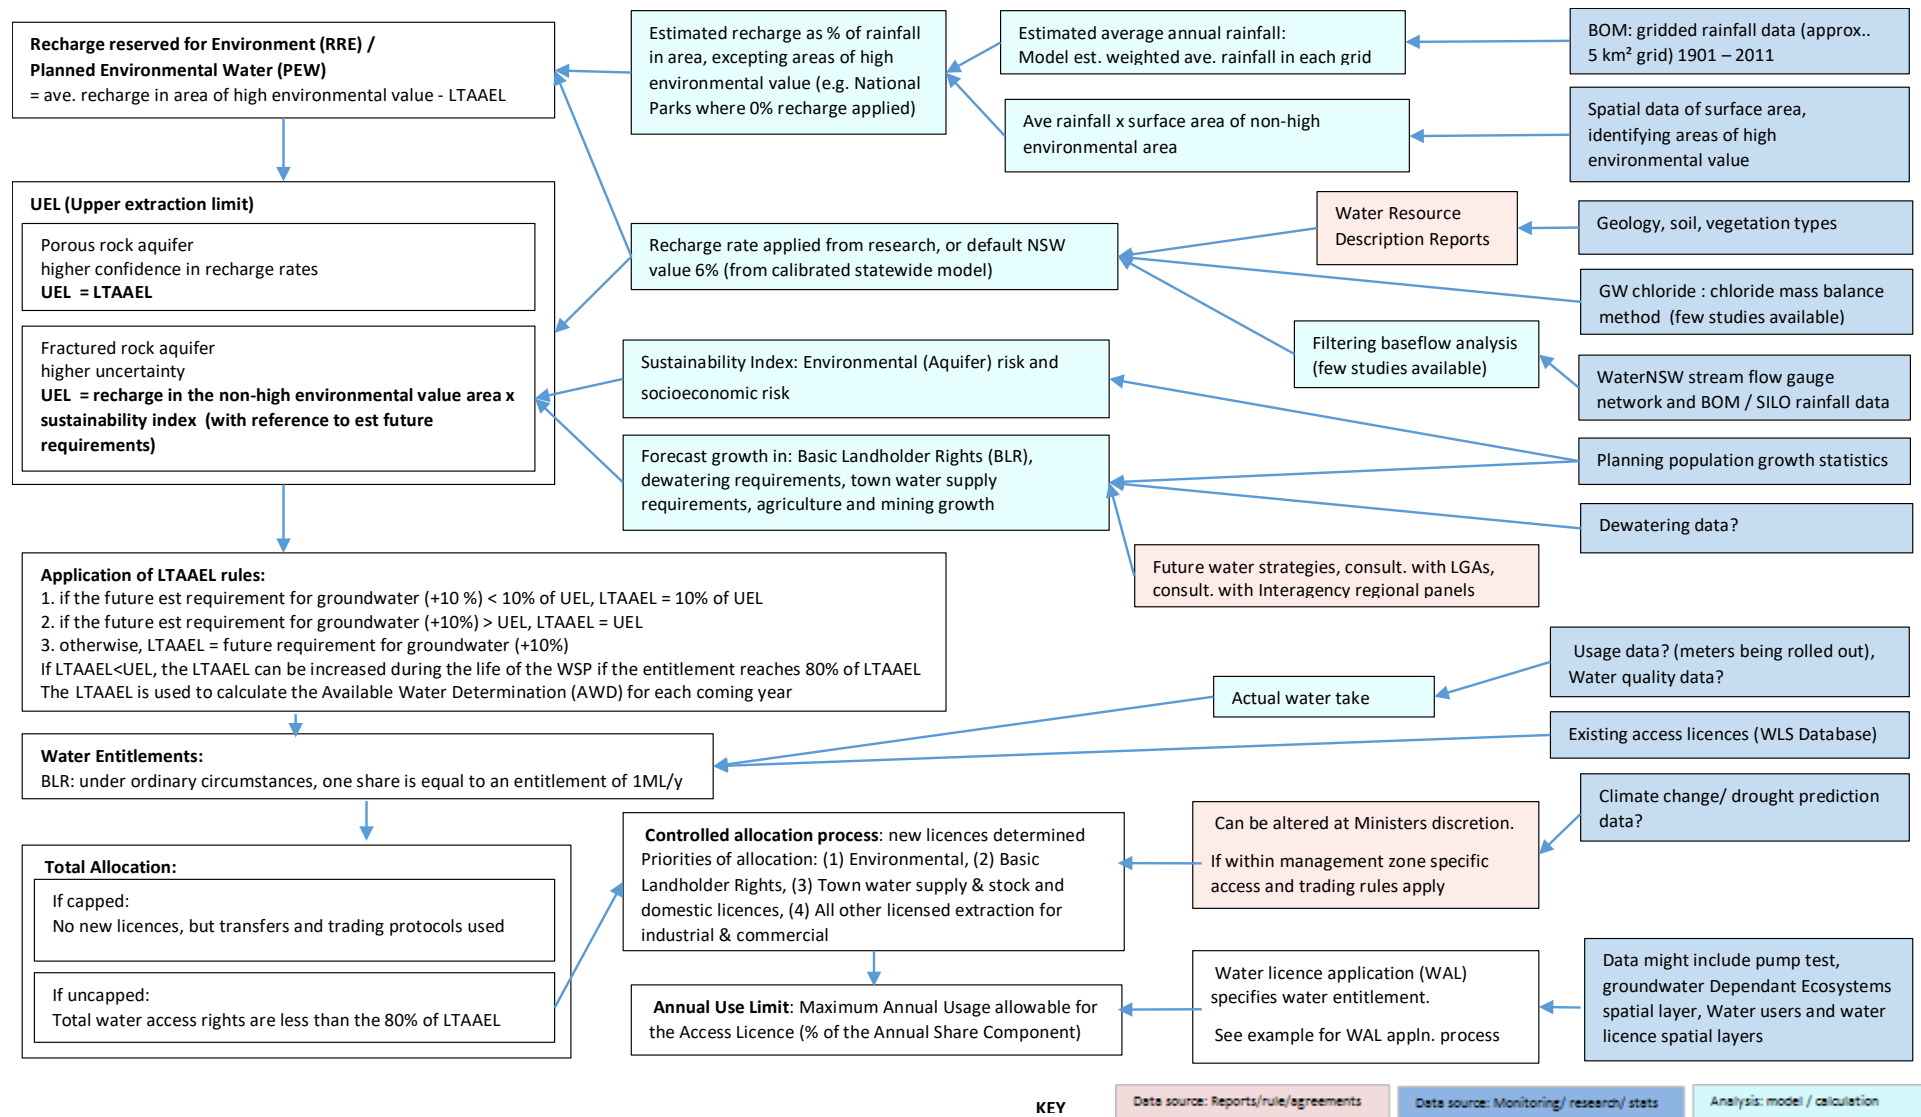 Recharge reserved for Environment (RRE) /
Planned Environmental Water (PEW)
= ave. recharge in area of high environmental value - LTAAEL
Estimated recharge as % of rainfall
in area, excepting areas of high
environmental value (e.g. National
Parks where 0% recharge applied)
Estimated average annual rainfall:
Model est. weighted ave. rainfall in each grid
BOM: gridded rainfall data (approx..
5 km² grid) 1901 – 2011
Ave rainfall x surface area of non-high
environmental area
Spatial data of surface area,
identifying areas of high
environmental value
UEL (Upper extraction limit)
Porous rock aquifer
higher confidence in recharge rates
UEL = LTAAEL
Fractured rock aquifer
higher uncertainty
UEL = recharge in the non-high environmental value area x
sustainability index (with reference to est future
requirements)
Recharge rate applied from research, or default NSW
value 6% (from calibrated statewide model)
Water Resource
Description Reports
Geology, soil, vegetation types
GW chloride : chloride mass balance
method (few studies available)
Filtering baseflow analysis
(few studies available)
WaterNSW stream flow gauge
network and BOM / SILO rainfall data
Sustainability Index: Environmental (Aquifer) risk and
socioeconomic risk
Forecast growth in: Basic Landholder Rights (BLR),
dewatering requirements, town water supply
requirements, agriculture and mining growth
Planning population growth statistics
Dewatering data?
Future water strategies, consult. with LGAs,
consult. with Interagency regional panels
Application of LTAAEL rules:
1. if the future est requirement for groundwater (+10 %) < 10% of UEL, LTAAEL = 10% of UEL
2. if the future est requirement for groundwater (+10%) > UEL, LTAAEL = UEL
3. otherwise, LTAAEL = future requirement for groundwater (+10%)
If LTAAEL<UEL, the LTAAEL can be increased during the life of the WSP if the entitlement reaches 80% of LTAAEL
The LTAAEL is used to calculate the Available Water Determination (AWD) for each coming year
Actual water take
Usage data? (meters being rolled out),
Water quality data?
Existing access licences (WLS Database)
Water Entitlements:
BLR: under ordinary circumstances, one share is equal to an entitlement of 1ML/y
Total Allocation:
If capped:
No new licences, but transfers and trading protocols used
If uncapped:
Total water access rights are less than the 80% of LTAAEL
Controlled allocation process: new licences determined
Priorities of allocation: (1) Environmental, (2) Basic
Landholder Rights, (3) Town water supply & stock and
domestic licences, (4) All other licensed extraction for
industrial & commercial
Can be altered at Ministers discretion.
If within management zone specific
access and trading rules apply
Climate change/ drought prediction
data?
Annual Use Limit: Maximum Annual Usage allowable for
the Access Licence (% of the Annual Share Component)
Water licence application (WAL)
specifies water entitlement.
See example for WAL appln. process
Data might include pump test,
groundwater Dependant Ecosystems
spatial layer, Water users and water
licence spatial layers
KEY
Data source: Reports/rule/agreements
Data source: Monitoring/ research/ stats
Analysis: model / calculation